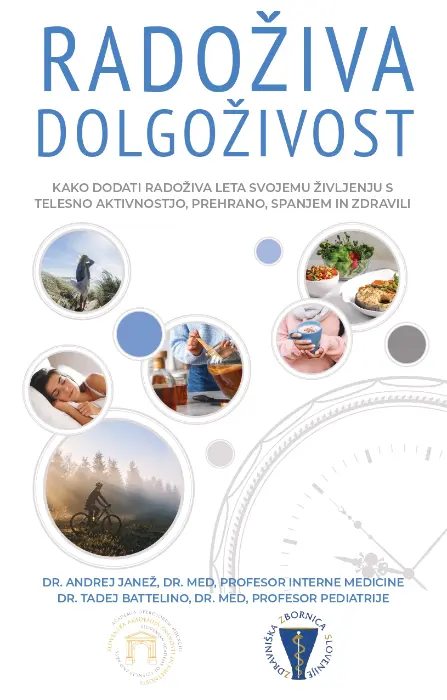 RADOŽIVA
DOLGOŽIVOST
KAKO DODATI RADOŽIVA LETA SVOJEMU ŽIVLJENJU S
TELESNO AKTIVNOSTJO, PREHRANO, SPANJEM IN ZDRAVILI
DR. ANDREJ JANEŽ, DR. MED, PROFESOR INTERNE MEDICINE
DR. TADEJ BATTELINO, DR. MED, PROFESOR PEDIATRIJE
ZDRAVNIŠKA ZBORNICA SLOVENIJE